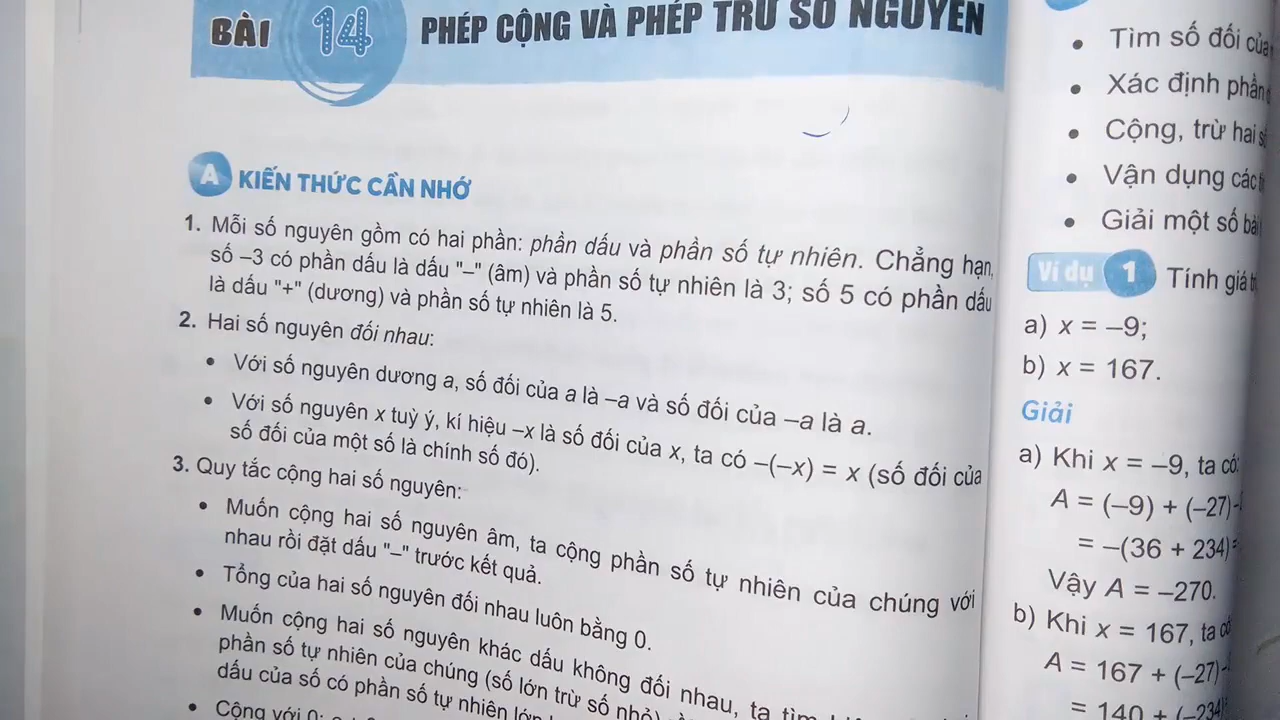 BÀI 14 PHÉP CỘNG VÀ PHÉP TRỪ SỐ NGUYÊN
A KIẾN THỨC CẦN NHỚ
1. Mỗi số nguyên gồm có hai phần: phần dấu và phần số tự nhiên. Chẳng hạn,
số –3 có phần dấu là dấu "–" (âm) và phần số tự nhiên là 3; số 5 có phần dấu
là dấu "+" (dương) và phần số tự nhiên là 5.
2. Hai số nguyên đối nhau:
• Với số nguyên dương a, số đối của a là –a và số đối của –a là a.
• Với số nguyên x tuỳ ý, kí hiệu –x là số đối của x, ta có –(–x) = x (số đối của
số đối của một số là chính số đó).
3. Quy tắc cộng hai số nguyên:
• Muốn cộng hai số nguyên âm, ta cộng phần số tự nhiên của chúng với
nhau rồi đặt dấu "–" trước kết quả.
• Tổng của hai số nguyên đối nhau luôn bằng 0.
• Muốn cộng hai số nguyên khác dấu không đối nhau, ta tìm
phần số tự nhiên của chúng (số lớn trừ số nhỏ)
dấu của số có phần số tự nhiên lớn
• Cộng với 0:
• Tìm số đối của
• Xác định phần
• Cộng, trừ hai
• Vận dụng các
• Giải một số bài
Ví dụ 1 Tính giá
a) x = –9;
b) x = 167.
Giải
a) Khi x = –9, ta có:
A = (–9) + (–27)
= –(36 + 234)
Vậy A = –270.
b) Khi x = 167, ta có
A = 167 + (–27)
= 140 + (–234)